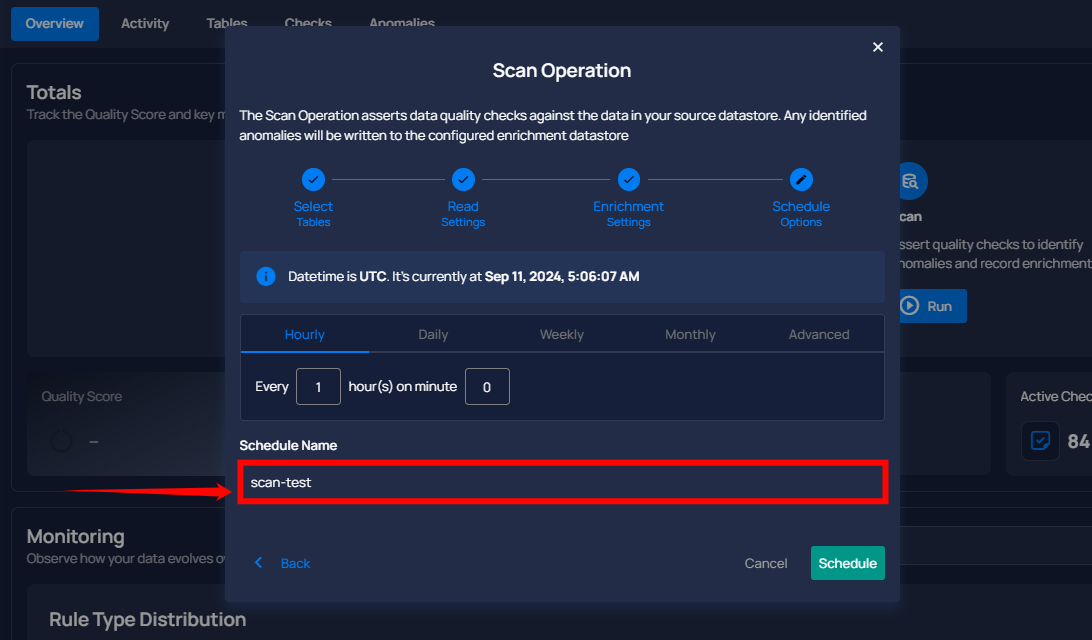 Overview Activity Tables Checks Anomalies
Scan Operation
Totals
Track the Quality Score and key m
The Scan Operation asserts data quality checks against the data in your source datastore. Any identified
anomalies will be written to the configured enrichment datastore
Select
Tables
Read
Settings
Enrichment
Settings
Schedule
Options
can
ssert quality checks to identify
nomalies and record enrichment
Run
Datetime is UTC. It's currently at Sep 11, 2024, 5:06:07 AM
Hourly Daily Weekly Monthly Advanced
Every 1 hour(s) on minute 0
Quality Score
–
Active Chec
84
Schedule Name
scan-test
Monitoring
Observe how your data evolves ov
Back Cancel Schedule
Rule Type Distribution